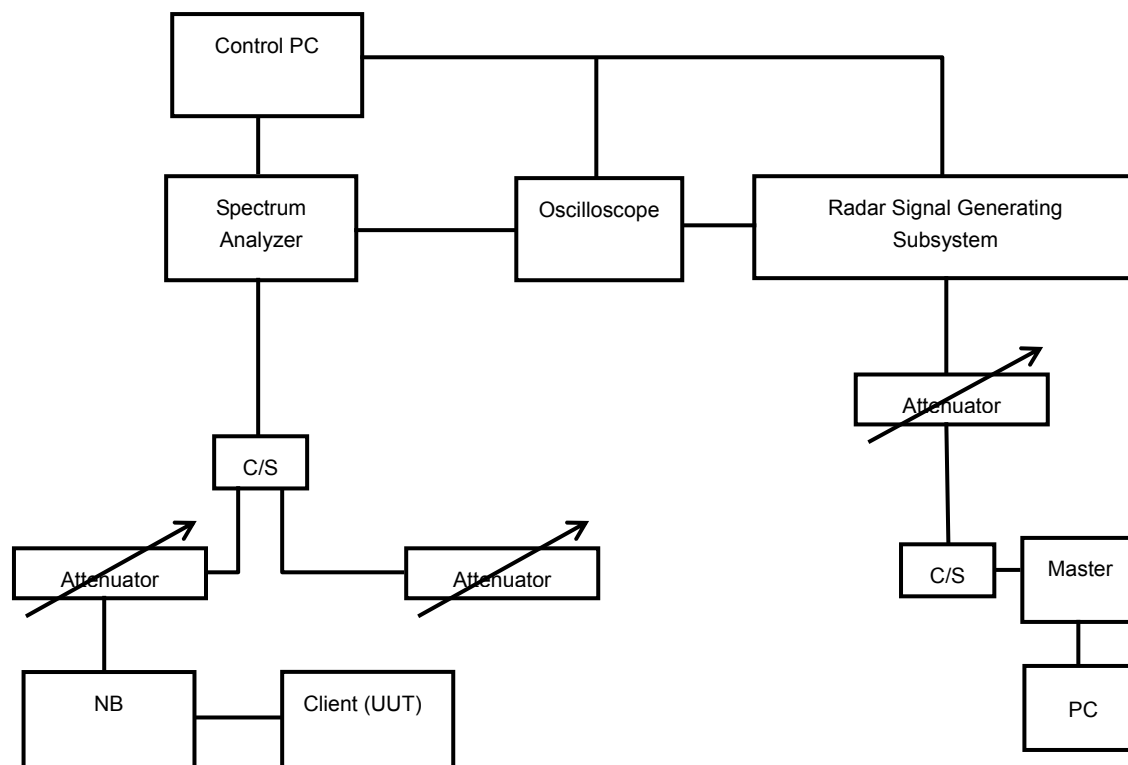 Control PC
Spectrum
Analyzer
Oscilloscope
Radar Signal Generating
Subsystem
Attenuator
C/S
Attenuator
Attenuator
C/S
Master
NB
Client (UUT)
PC